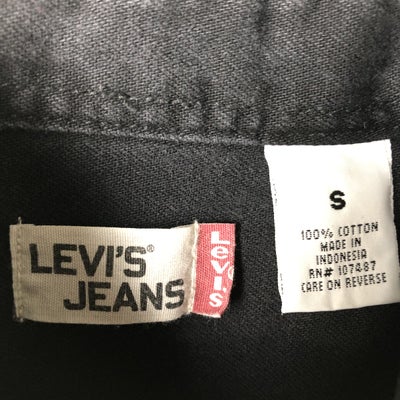 LEVI'S®
JEANS
Levi's®
S
100% COTTON
MADE IN
INDONESIA
RN# 107487
CARE ON REVERSE